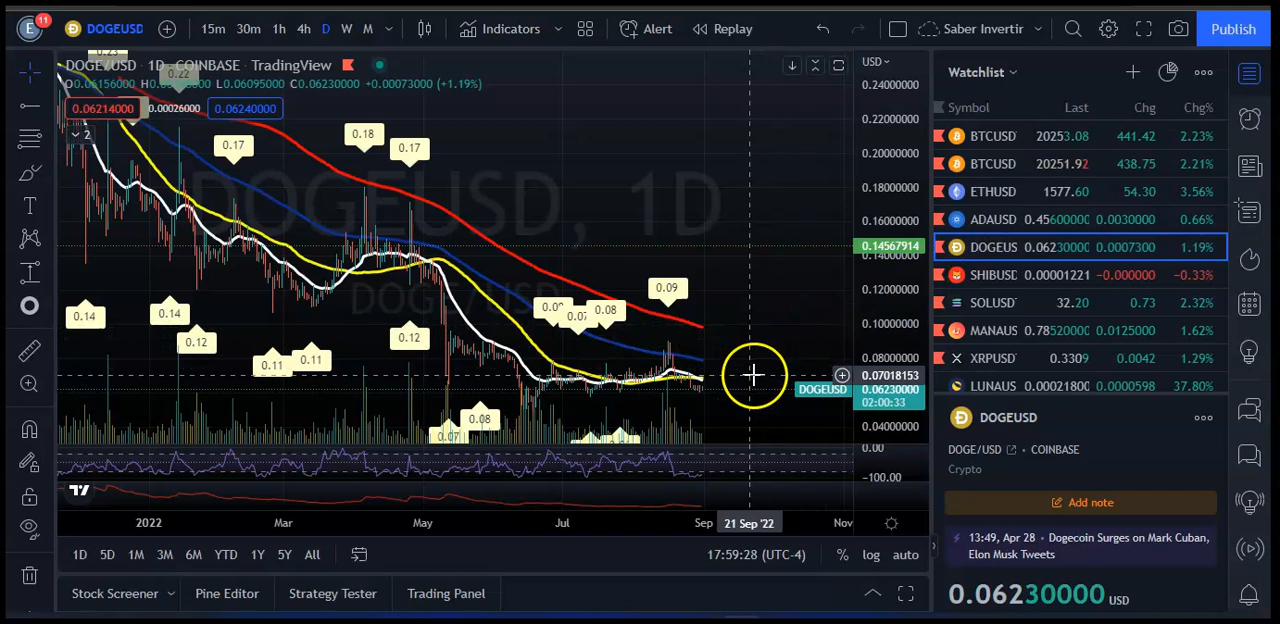 E 11 DOGEUSD 15m 30m 1h 4h D W M Indicators Alert Replay Saber Invertir Publish
DOGE/USD · 1D · COINBASE · TradingView
+0.00073000 (+1.19%)
L0.06095000 C0.06230000
0.06214000 0.00026000 0.06240000
2
0.22
0.17
0.18
0.17
0.14
0.14
0.12
0.11
0.11
0.12
0.08
0.08
0.09
DOGEUSD, 1D
USD
0.24000000
0.22000000
0.20000000
0.18000000
0.16000000
0.14567914
0.14000000
0.12000000
0.10000000
0.08000000
0.07018153
DOGEUSD 0.06230000
02:00:33
0.04000000
0.00
-100.00
2022 Mar May Jul Sep 21 Sep '22 Nov
1D 5D 1M 3M 6M YTD 1Y 5Y All 17:59:28 (UTC-4) % log auto
Stock Screener Pine Editor Strategy Tester Trading Panel
Watchlist
Symbol Last Chg Chg%
BTCUSD 20253.08 441.42 2.23%
BTCUSD 20251.92 438.75 2.21%
ETHUSD 1577.60 54.30 3.56%
ADAUSD 0.45600000 0.0030000 0.66%
DOGEUS 0.06230000 0.0007300 1.19%
SHIBUSD 0.00001221 −0.000000 −0.33%
SOLUSD 32.20 0.73 2.32%
MANAUS 0.78520000 0.0125000 1.62%
XRPUSD 0.3309 0.0042 1.29%
LUNAUS 0.00021800 0.0000598 37.80%
DOGEUSD
DOGE/USD · COINBASE
Crypto
Add note
13:49, Apr 28 · Dogecoin Surges on Mark Cuban,
Elon Musk Tweets
0.06230000 USD